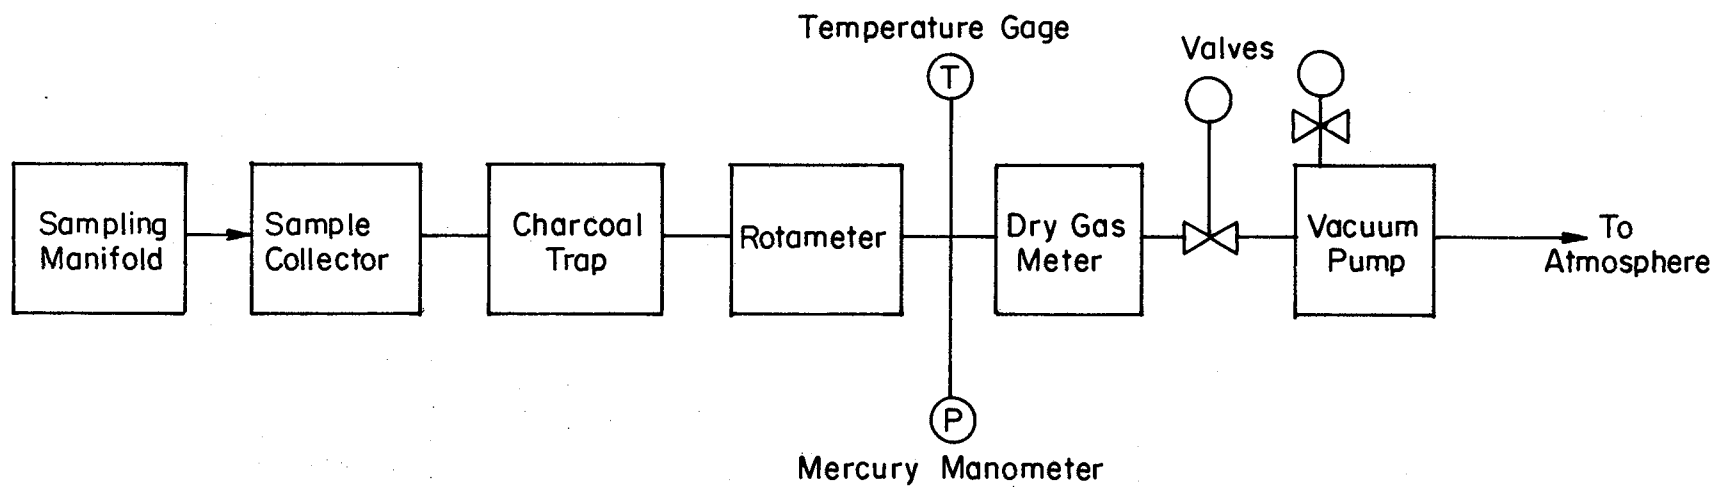 Temperature Gage
Valves
T
Sampling
Manifold
Sample
Collector
Charcoal
Trap
Rotameter
Dry Gas
Meter
Vacuum
Pump
To
Atmosphere
P
Mercury Manometer